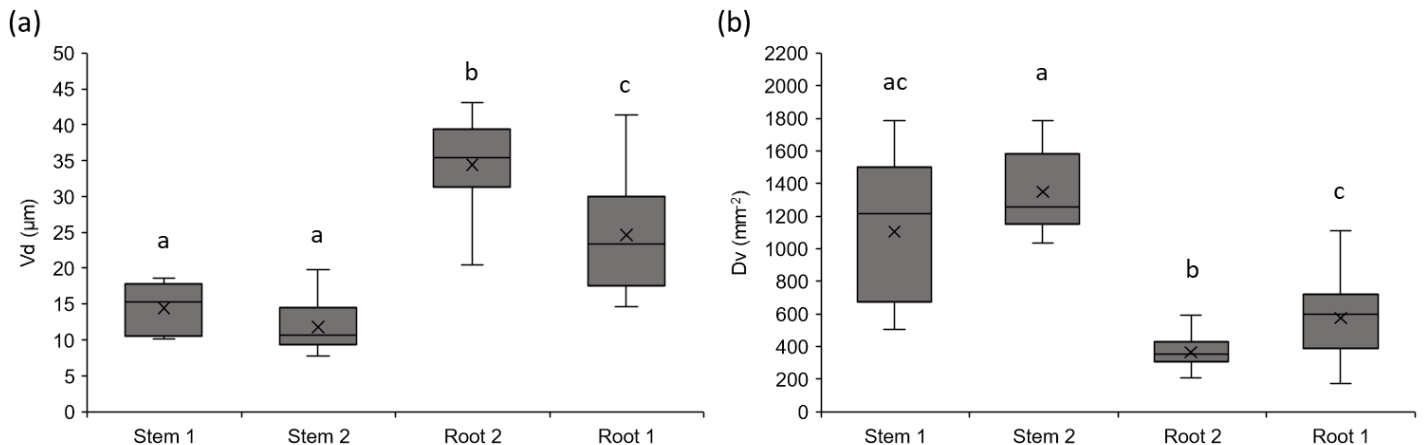 (a)
Vd (µm)
50
45
40
35
30
25
20
15
10
5
0
a
a
b
c
Stem 1
Stem 2
Root 2
Root 1
(b)
Dv (mm⁻²)
2200
2000
1800
1600
1400
1200
1000
800
600
400
200
0
ac
a
b
c
Stem 1
Stem 2
Root 2
Root 1